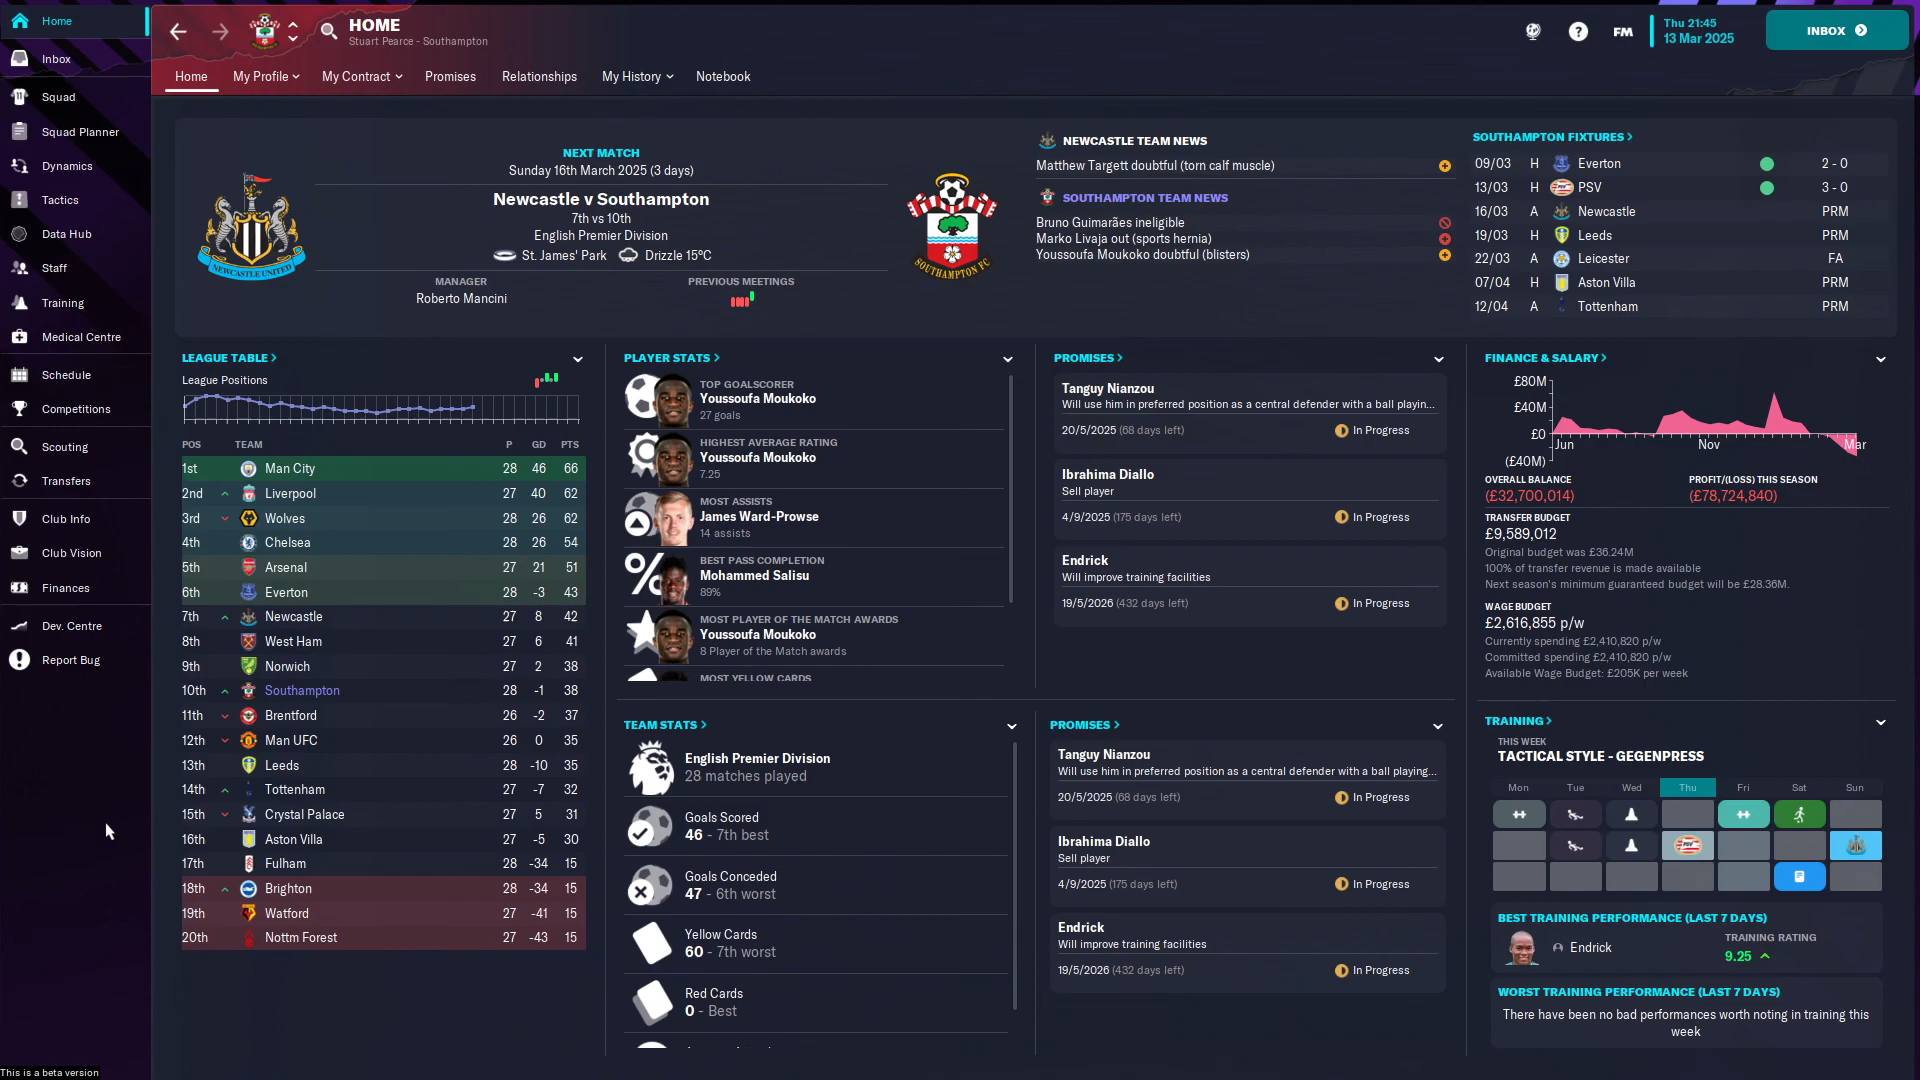 Home
Inbox
Squad
Squad Planner
Dynamics
Tactics
Data Hub
Staff
Training
Medical Centre
Schedule
Competitions
Scouting
Transfers
Club Info
Club Vision
Finances
Dev. Centre
Report Bug
This is a beta version
HOME
Stuart Pearce - Southampton
FM
Thu 21:45
13 Mar 2025
INBOX
Home My Profile My Contract Promises Relationships My History Notebook
NEWCASTLE UNITED
NEXT MATCH
Sunday 16th March 2025 (3 days)
Newcastle v Southampton
7th vs 10th
English Premier Division
St. James' Park Drizzle 15°C
MANAGER
Roberto Mancini
PREVIOUS MEETINGS
SOUTHAMPTON FC
NEWCASTLE TEAM NEWS
Matthew Targett doubtful (torn calf muscle)
SOUTHAMPTON TEAM NEWS
Bruno Guimarães ineligible
Marko Livaja out (sports hernia)
Youssoufa Moukoko doubtful (blisters)
SOUTHAMPTON FIXTURES
09/03 H Everton 2 - 0
13/03 H PSV 3 - 0
16/03 A Newcastle PRM
19/03 H Leeds PRM
22/03 A Leicester FA
07/04 H Aston Villa PRM
12/04 A Tottenham PRM
LEAGUE TABLE
League Positions
POS TEAM P GD PTS
1st Man City 28 46 66
2nd Liverpool 27 40 62
3rd Wolves 28 26 62
4th Chelsea 28 26 54
5th Arsenal 27 21 51
6th Everton 28 -3 43
7th Newcastle 27 8 42
8th West Ham 27 6 41
9th Norwich 27 2 38
10th Southampton 28 -1 38
11th Brentford 26 -2 37
12th Man UFC 26 0 35
13th Leeds 28 -10 35
14th Tottenham 27 -7 32
15th Crystal Palace 27 5 31
16th Aston Villa 27 -5 30
17th Fulham 28 -34 15
18th Brighton 28 -34 15
19th Watford 27 -41 15
20th Nottm Forest 27 -43 15
PLAYER STATS
TOP GOALSCORER
Youssoufa Moukoko
27 goals
HIGHEST AVERAGE RATING
Youssoufa Moukoko
7.25
MOST ASSISTS
James Ward-Prowse
14 assists
BEST PASS COMPLETION
Mohammed Salisu
89%
MOST PLAYER OF THE MATCH AWARDS
Youssoufa Moukoko
8 Player of the Match awards
MOST YELLOW CARDS
TEAM STATS
English Premier Division
28 matches played
Goals Scored
46 - 7th best
Goals Conceded
47 - 6th worst
Yellow Cards
60 - 7th worst
Red Cards
0 - Best
PROMISES
Tanguy Nianzou
Will use him in preferred position as a central defender with a ball playin...
20/5/2025 (68 days left) In Progress
Ibrahima Diallo
Sell player
4/9/2025 (175 days left) In Progress
Endrick
Will improve training facilities
19/5/2026 (432 days left) In Progress
PROMISES
Tanguy Nianzou
Will use him in preferred position as a central defender with a ball playing...
20/5/2025 (68 days left) In Progress
Ibrahima Diallo
Sell player
4/9/2025 (175 days left) In Progress
Endrick
Will improve training facilities
19/5/2026 (432 days left) In Progress
FINANCE & SALARY
£80M
£40M
£0
(£40M)
Jun Nov Mar
OVERALL BALANCE
(£32,700,014)
PROFIT/(LOSS) THIS SEASON
(£78,724,840)
TRANSFER BUDGET
£9,589,012
Original budget was £36.24M
100% of transfer revenue is made available
Next season's minimum guaranteed budget will be £28.36M.
WAGE BUDGET
£2,616,855 p/w
Currently spending £2,410,820 p/w
Committed spending £2,410,820 p/w
Available Wage Budget: £205K per week
TRAINING
THIS WEEK
TACTICAL STYLE - GEGENPRESS
Mon Tue Wed Thu Fri Sat Sun
PSV
BEST TRAINING PERFORMANCE (LAST 7 DAYS)
Endrick
TRAINING RATING
9.25
WORST TRAINING PERFORMANCE (LAST 7 DAYS)
There have been no bad performances worth noting in training this
week